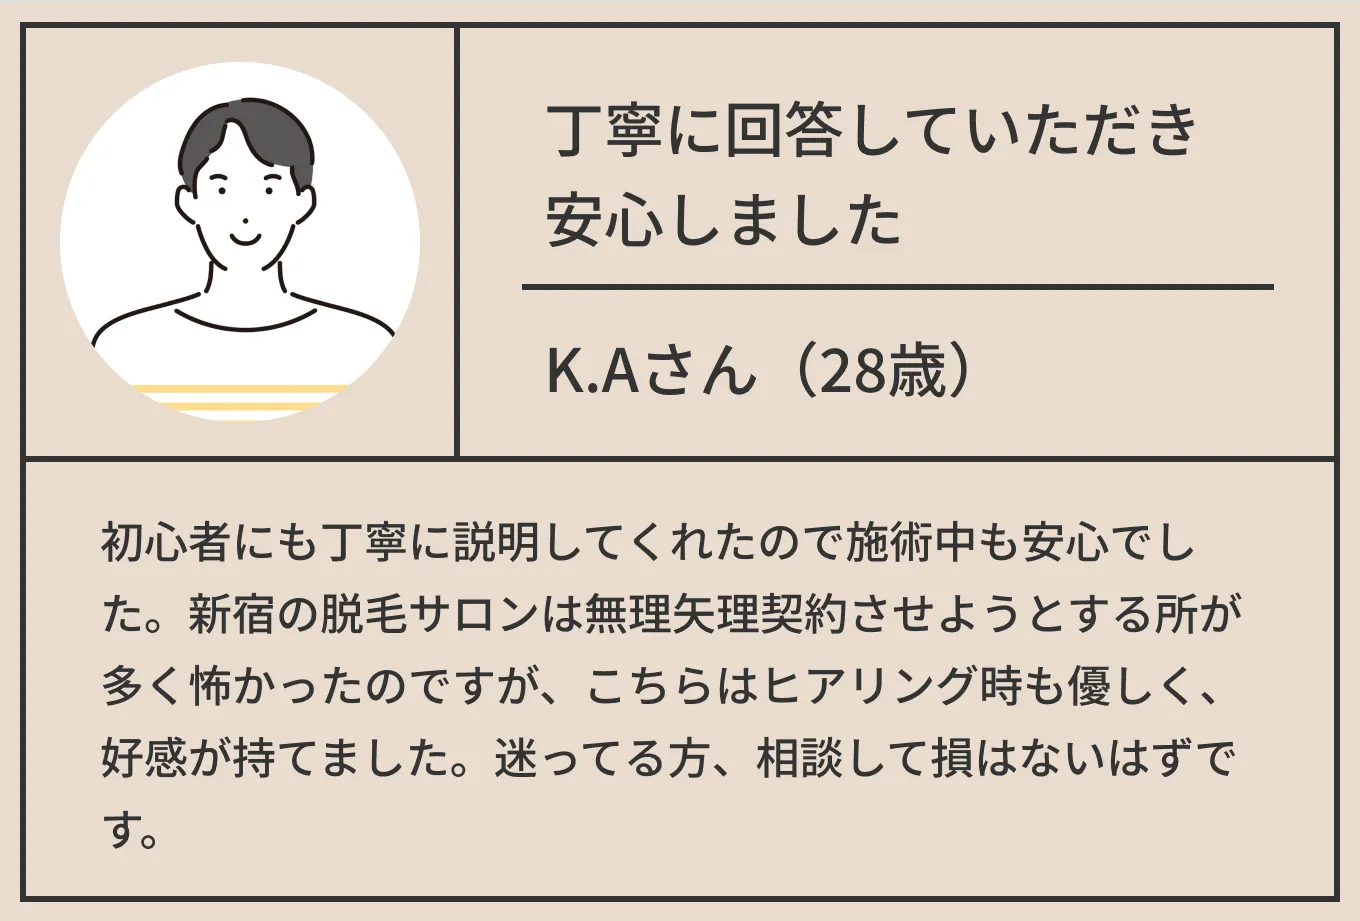 丁寧に回答していただき
安心しました
K.Aさん（28歳）
初心者にも丁寧に説明してくれたので施術中も安心でし
た。新宿の脱毛サロンは無理矢理契約させようとする所が
多く怖かったのですが、こちらはヒアリング時も優しく、
好感が持てました。迷ってる方、相談して損はないはずで
す。